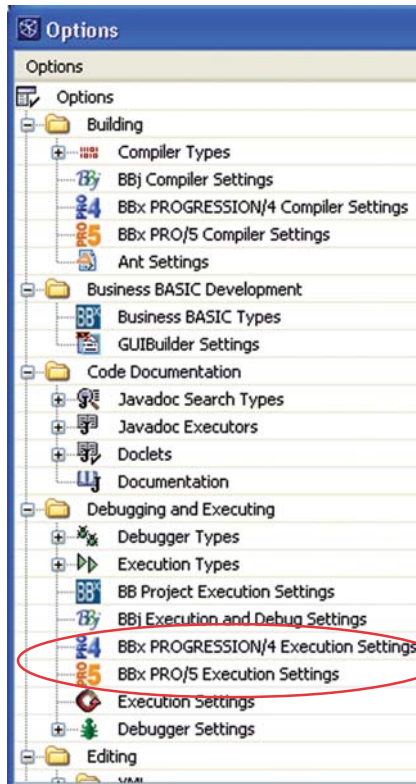 Options
Options
Options
Building
Compiler Types
BBj Compiler Settings
BBx PROGRESSION/4 Compiler Settings
BBx PRO/5 Compiler Settings
Ant Settings
Business BASIC Development
Business BASIC Types
GUIBuilder Settings
Code Documentation
Javadoc Search Types
Javadoc Executors
Doclets
Documentation
Debugging and Executing
Debugger Types
Execution Types
BB Project Execution Settings
BBj Execution and Debug Settings
BBx PROGRESSION/4 Execution Settings
BBx PRO/5 Execution Settings
Execution Settings
Debugger Settings
Editing